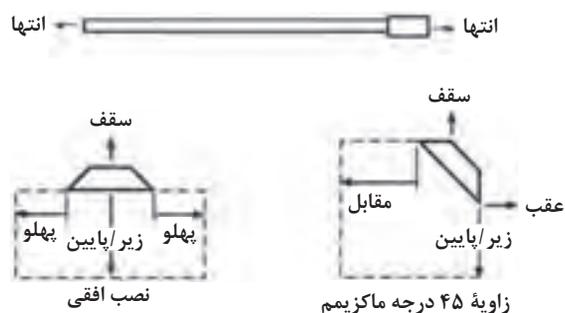 انتها
انتها
سقف
پهلو
زیر/پایین
پهلو
نصب افقی
سقف
مقابل
عقب
زیر/پایین
زاویهٔ ۴۵ درجه ماکزیمم